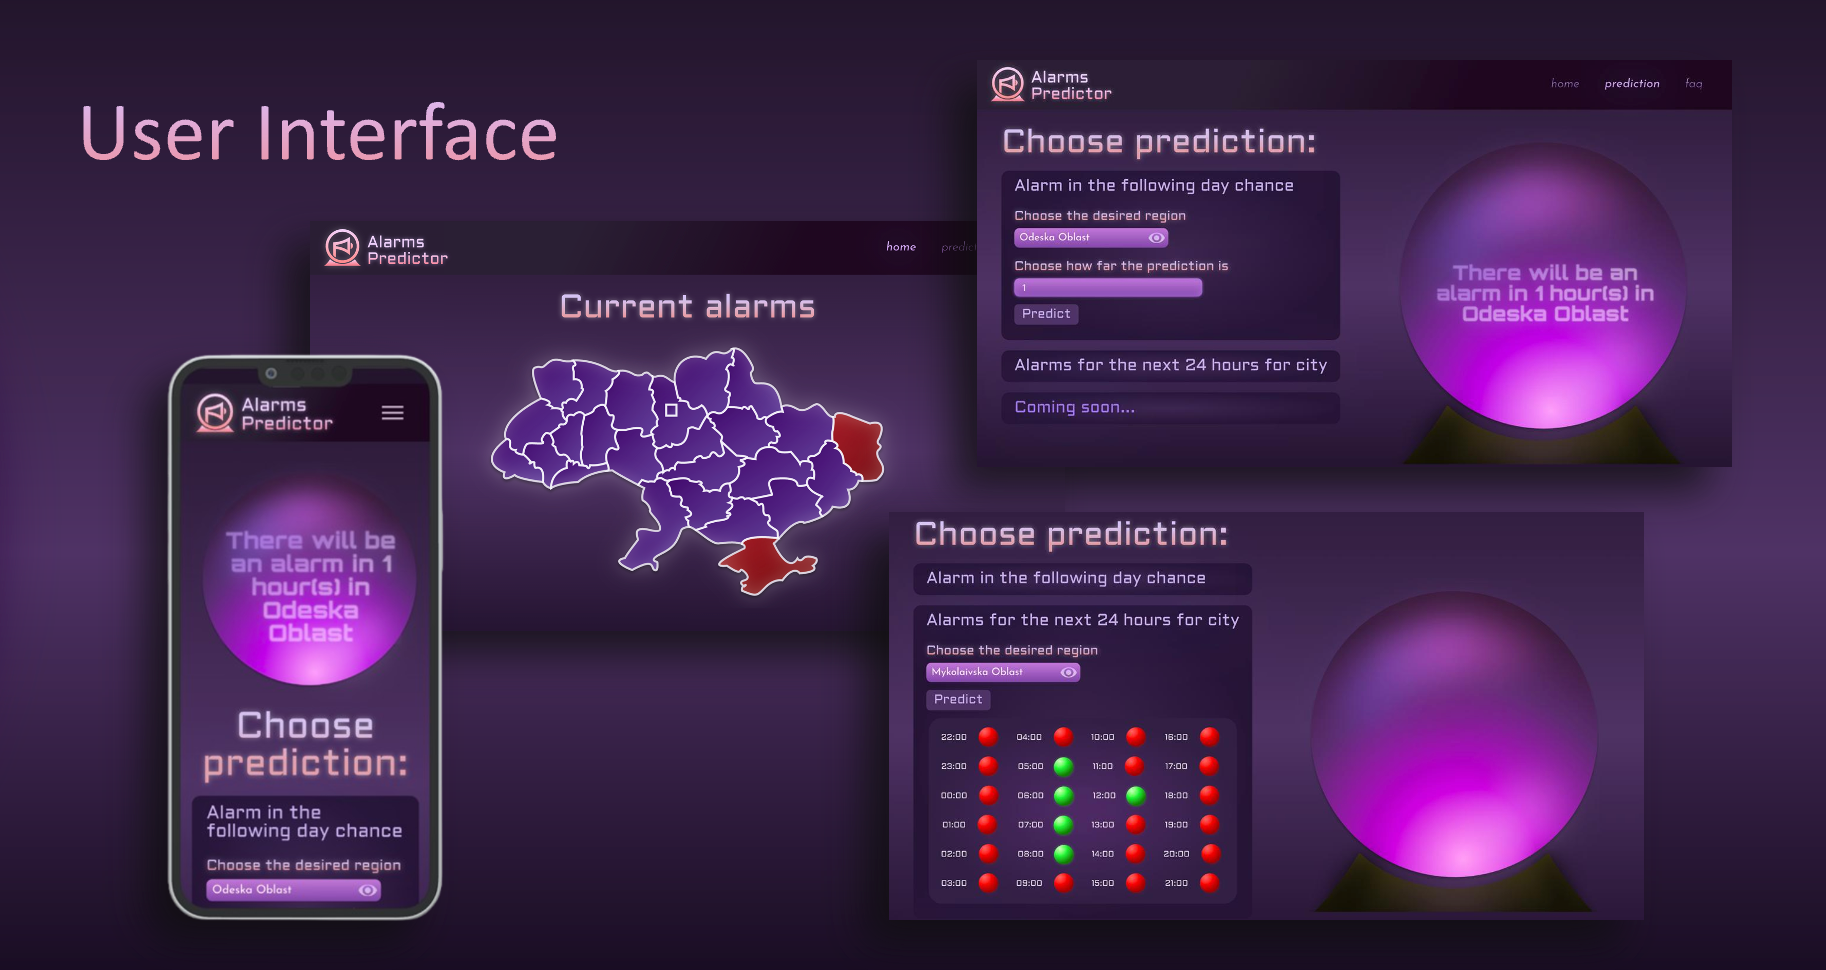 User Interface
Alarms
Predictor
home
Current alarms
Alarms
Predictor
There will be
an alarm in 1
hour(s) in
Odeska
Oblast
Choose
prediction:
Alarm in the
following day chance
Choose the desired region
Odeska Oblast
Alarms
Predictor
home prediction faq
Choose prediction:
Alarm in the following day chance
Choose the desired region
Odeska Oblast
Choose how far the prediction is
1
Predict
Alarms for the next 24 hours for city
Coming soon...
There will be an
alarm in 1 hour(s) in
Odeska Oblast
Choose prediction:
Alarm in the following day chance
Alarms for the next 24 hours for city
Choose the desired region
Mykolaivska Oblast
Predict
22:00 04:00 10:00 16:00
23:00 05:00 11:00 17:00
00:00 06:00 12:00 18:00
01:00 07:00 13:00 19:00
02:00 08:00 14:00 20:00
03:00 09:00 15:00 21:00